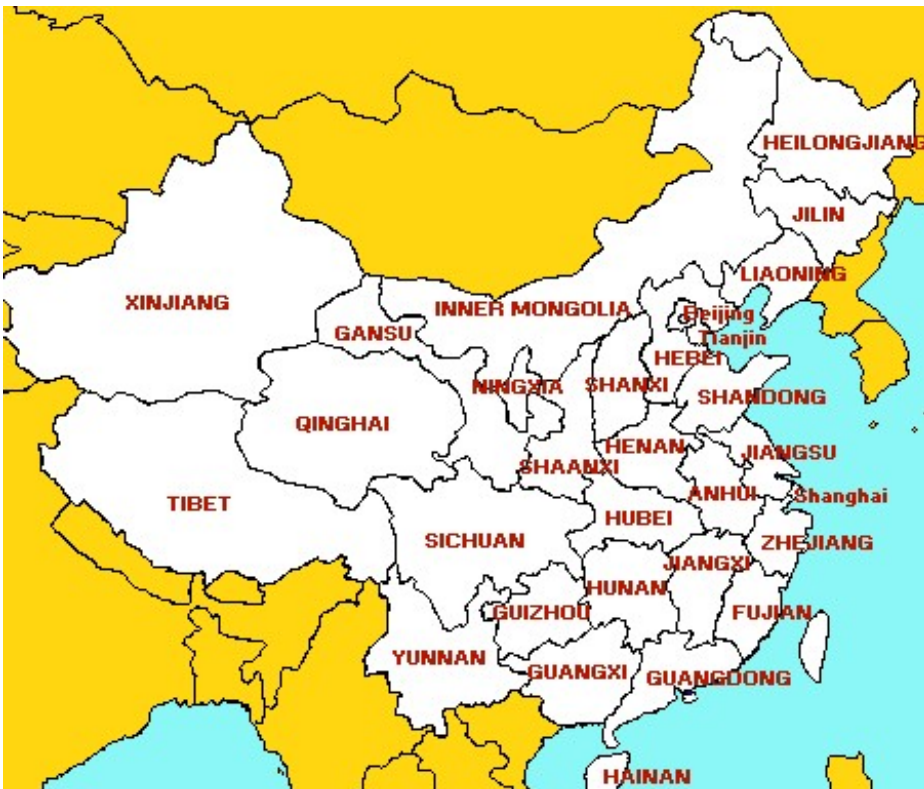 HEILONGJIANG
JILIN
LIAONING
XINJIANG
INNER MONGOLIA
Beijing
GANSU
Tianjin
HEBEI
NINGXIA
SHANXI
SHANDONG
QINGHAI
HENAN
JIANGSU
SHAANXI
ANHUI
Shanghai
TIBET
HUBEI
SICHUAN
ZHEJIANG
JIANGXI
HUNAN
GUIZHOU
FUJIAN
YUNNAN
GUANGXI
GUANGDONG
HAINAN